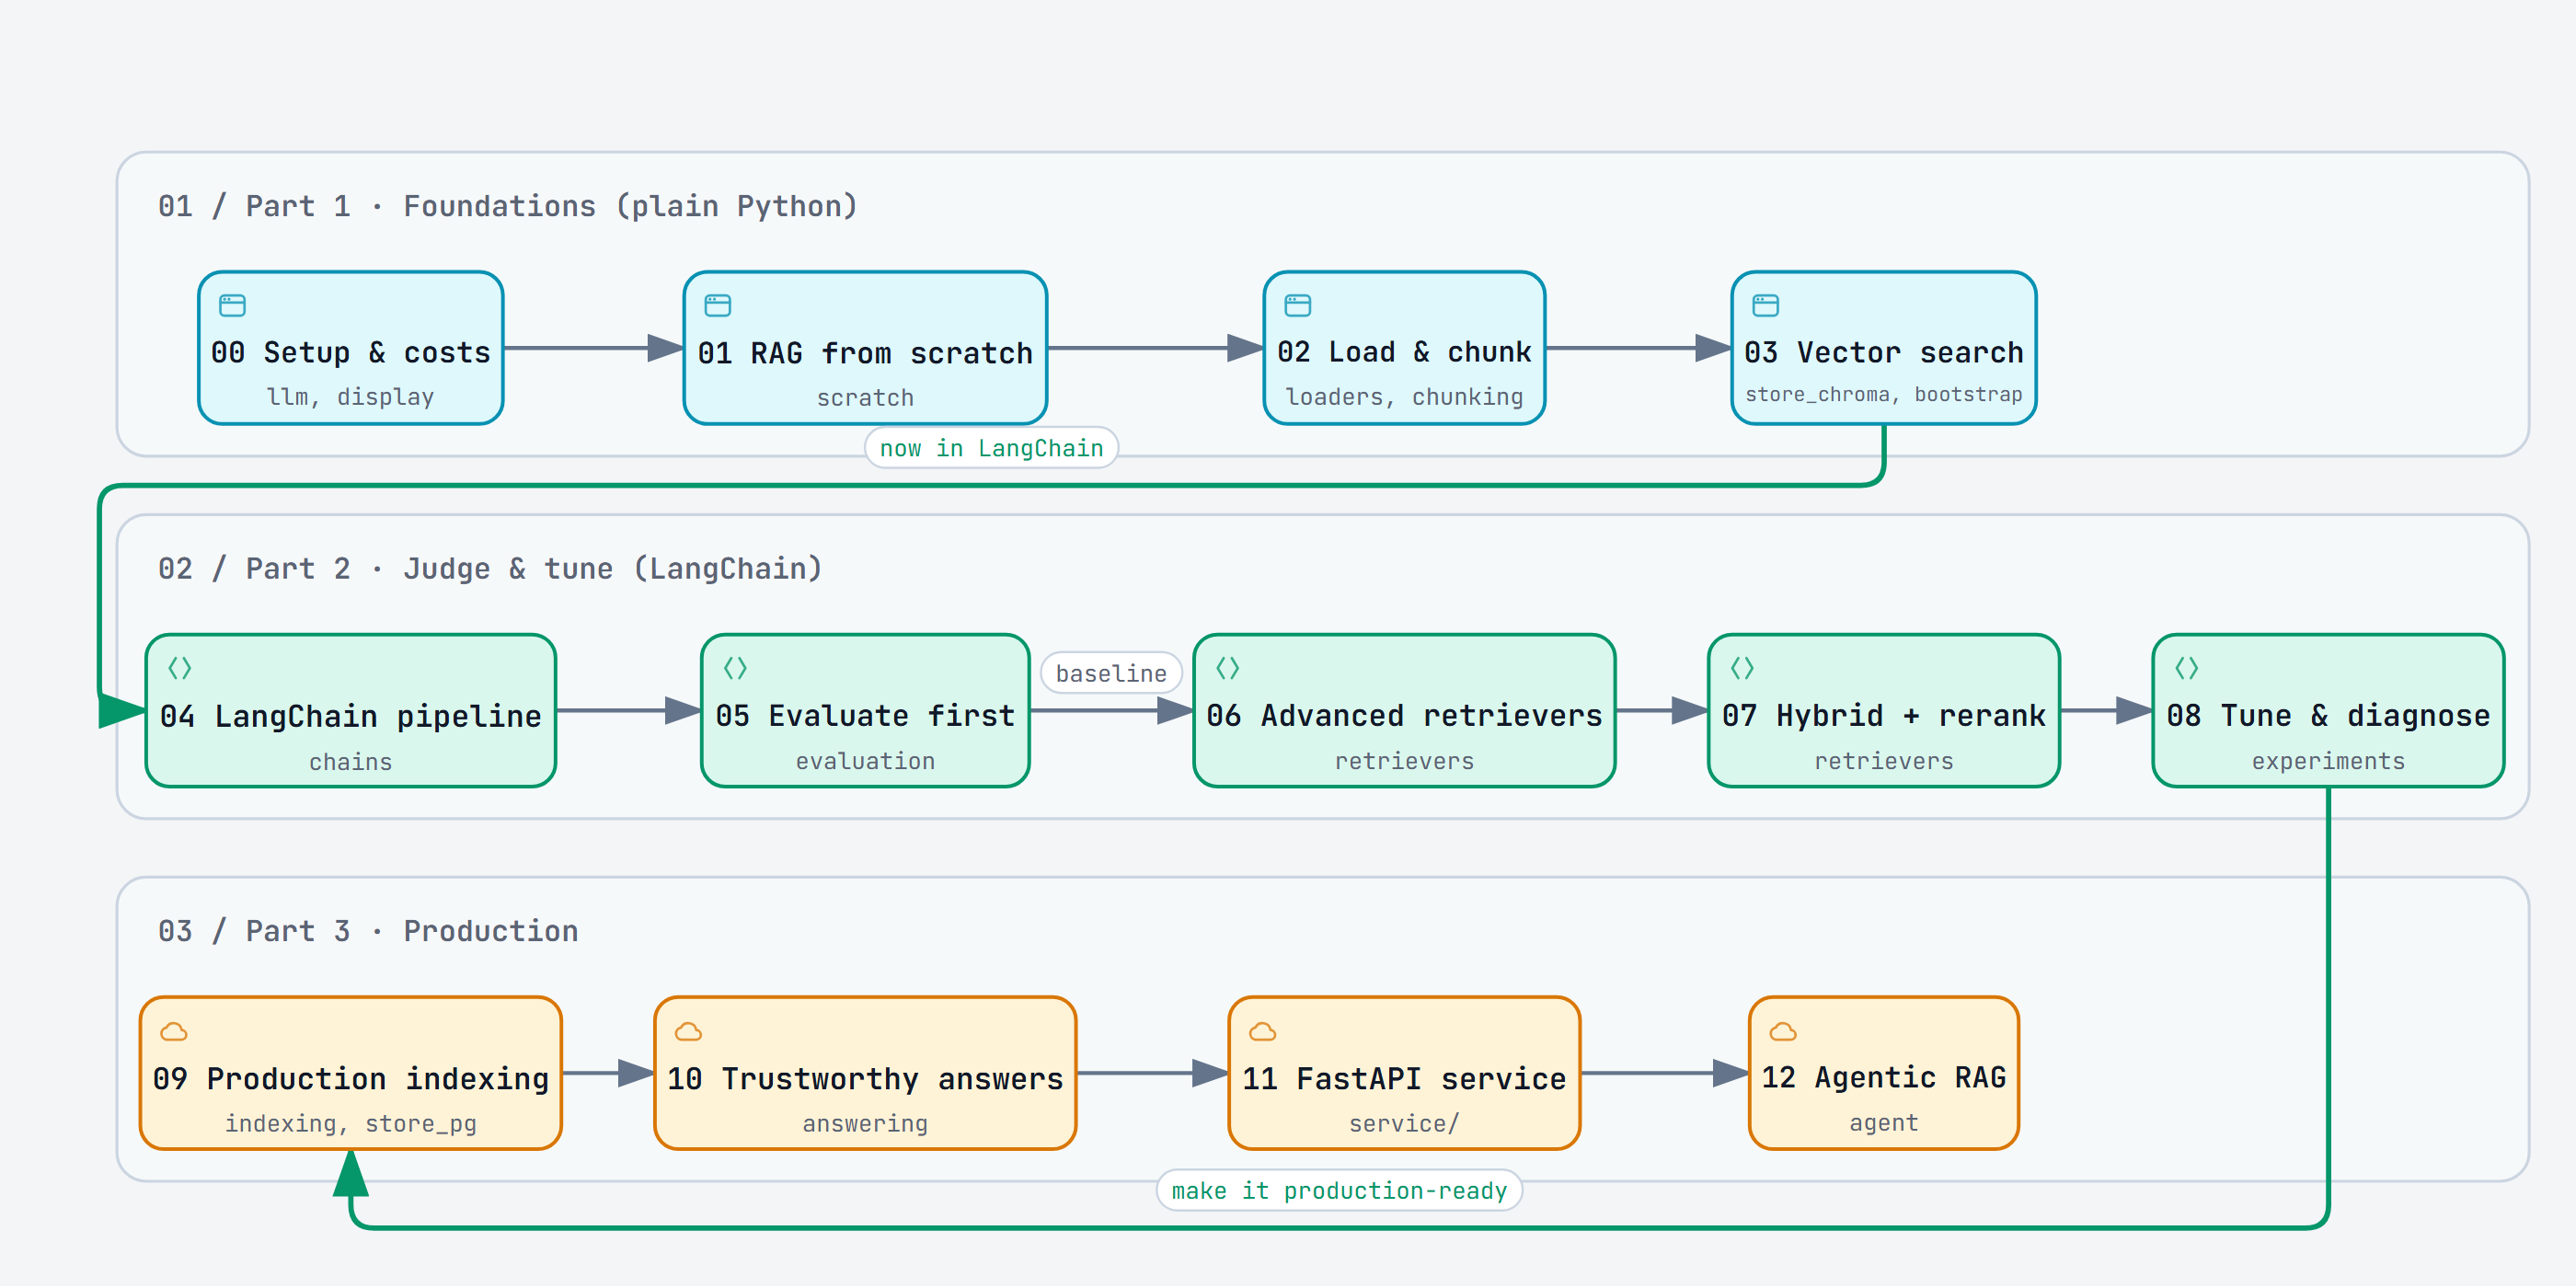 01 / Part 1 · Foundations (plain Python)
00 Setup & costs
llm, display
01 RAG from scratch
scratch
02 Load & chunk
loaders, chunking
03 Vector search
store_chroma, bootstrap
now in LangChain
02 / Part 2 · Judge & tune (LangChain)
04 LangChain pipeline
chains
05 Evaluate first
evaluation
baseline
06 Advanced retrievers
retrievers
07 Hybrid + rerank
retrievers
08 Tune & diagnose
experiments
03 / Part 3 · Production
09 Production indexing
indexing, store_pg
10 Trustworthy answers
answering
11 FastAPI service
service/
12 Agentic RAG
agent
make it production-ready